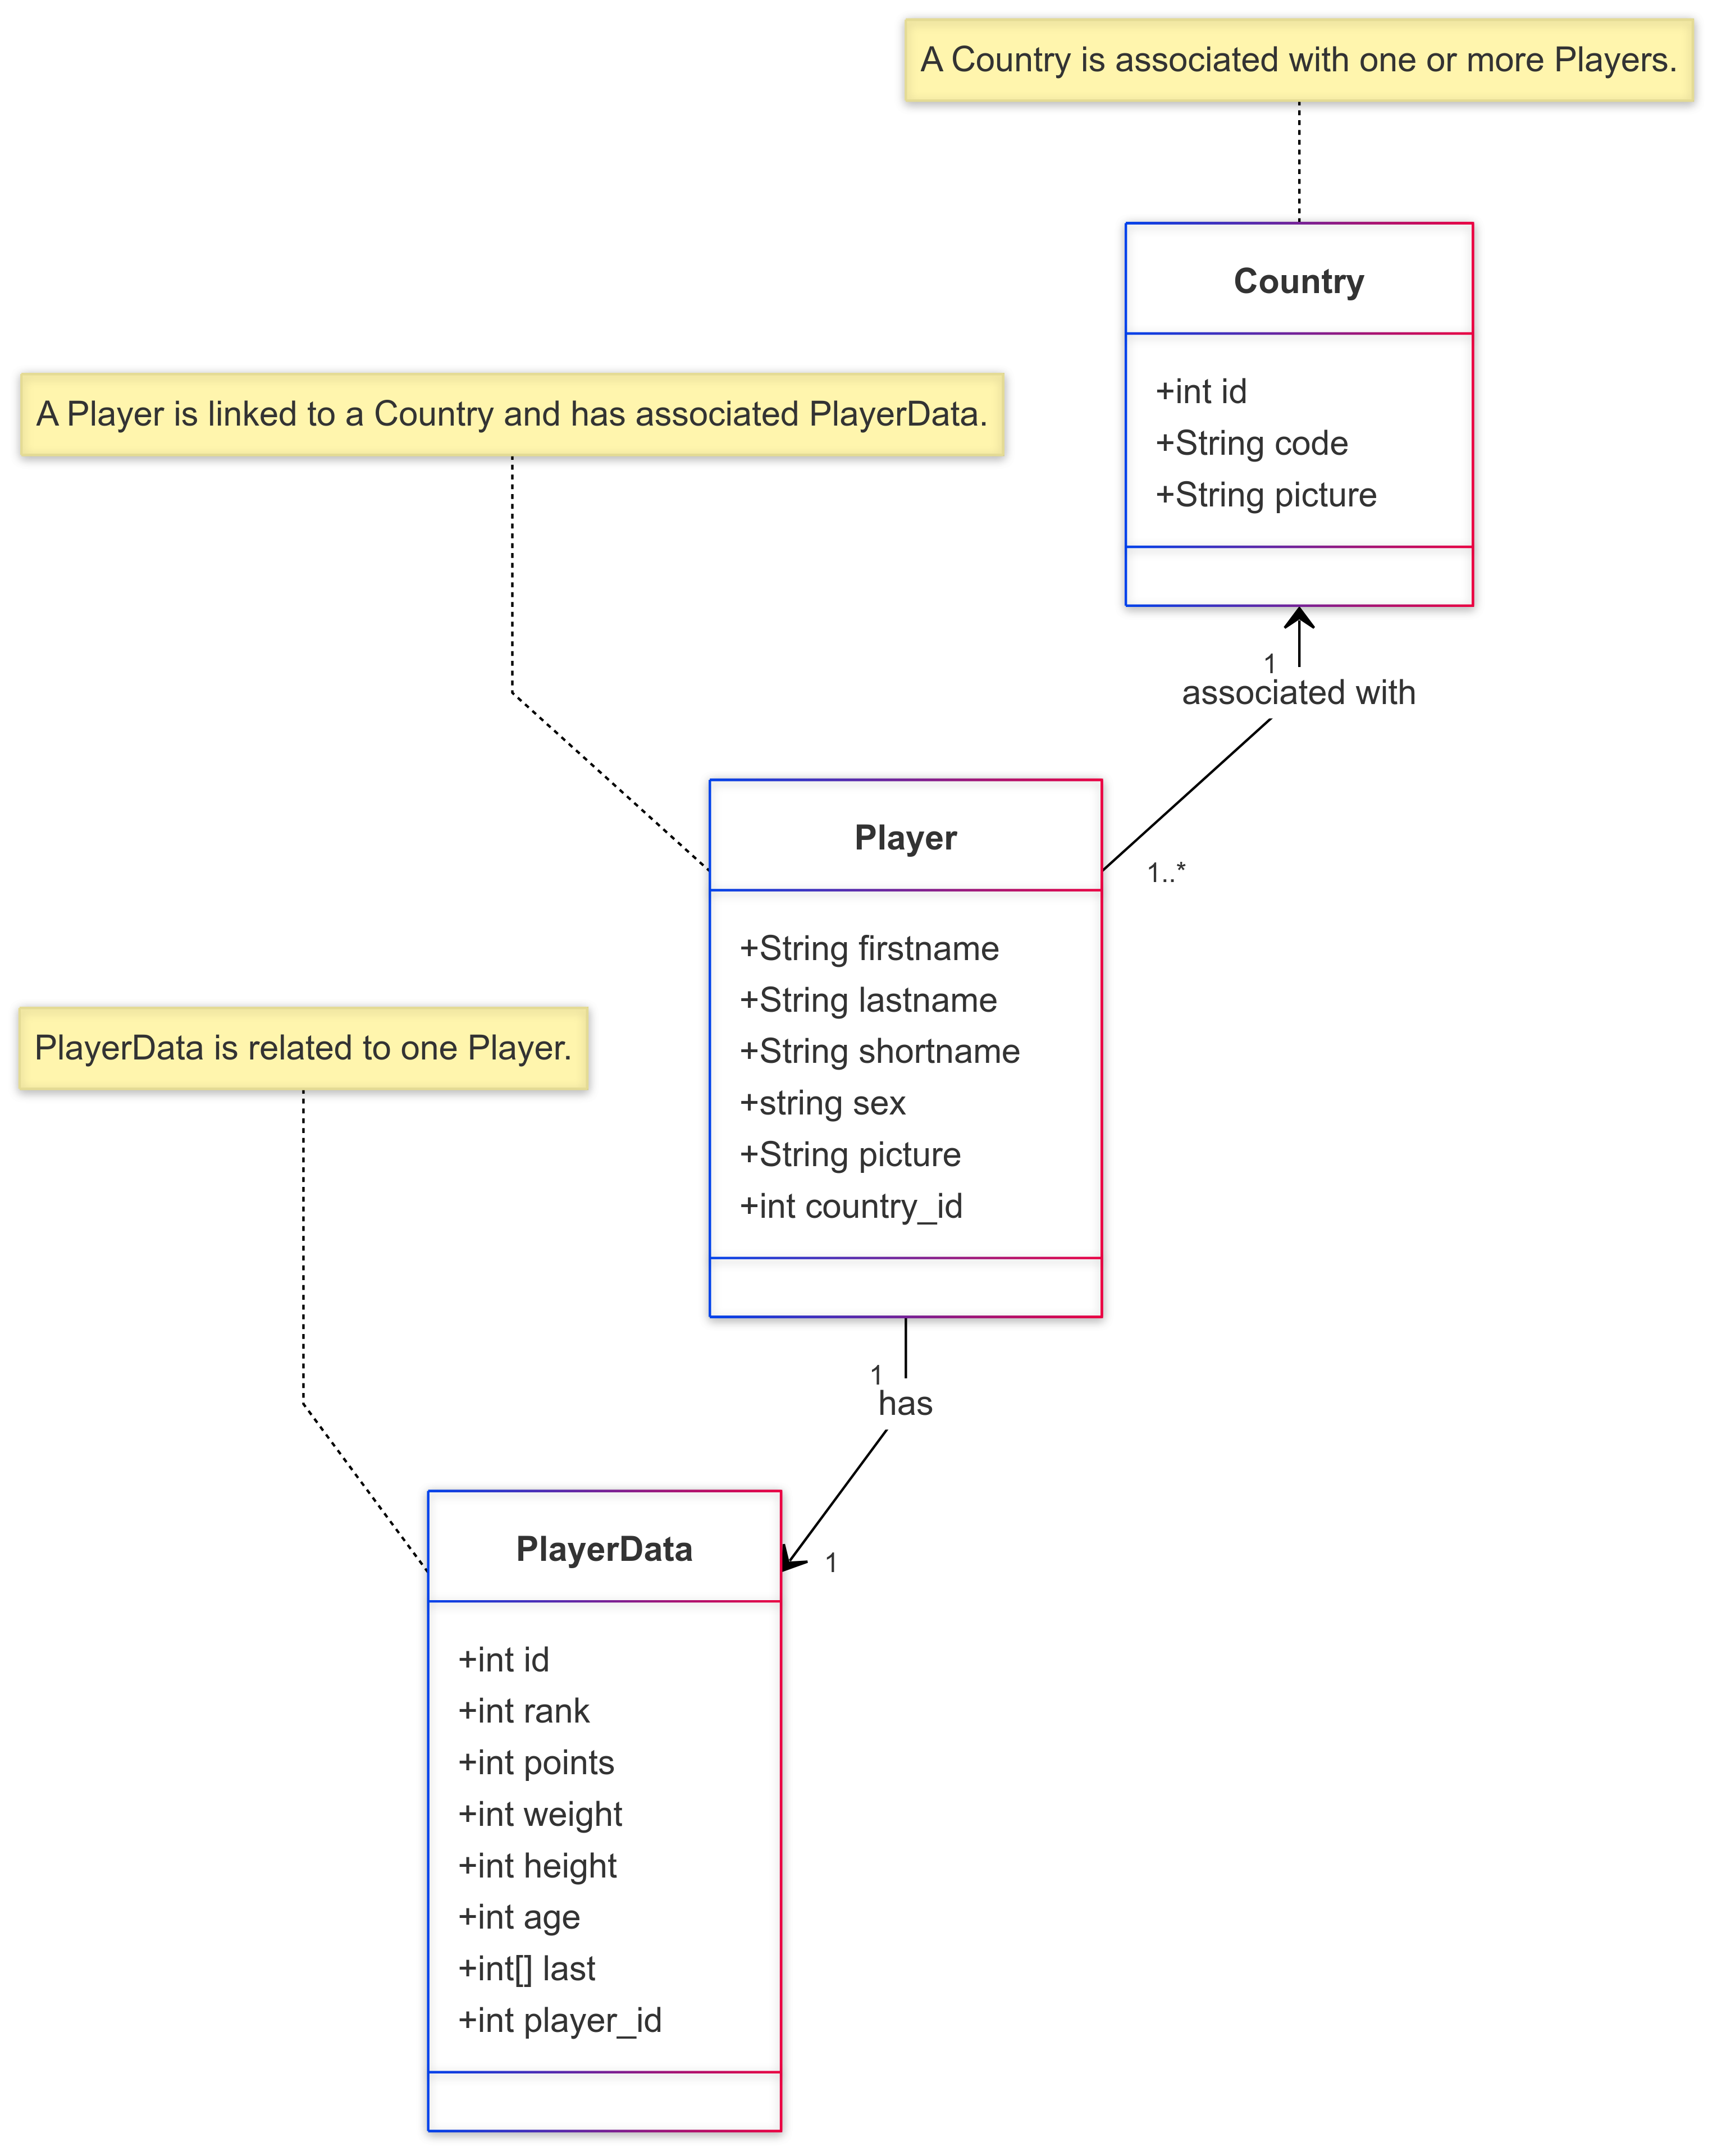 A Country is associated with one or more Players.
Country
+int id
+String code
+String picture
A Player is linked to a Country and has associated PlayerData.
1
associated with
1..*
Player
+String firstname
+String lastname
+String shortname
+string sex
+String picture
+int country_id
PlayerData is related to one Player.
1
has
1
PlayerData
+int id
+int rank
+int points
+int weight
+int height
+int age
+int[] last
+int player_id